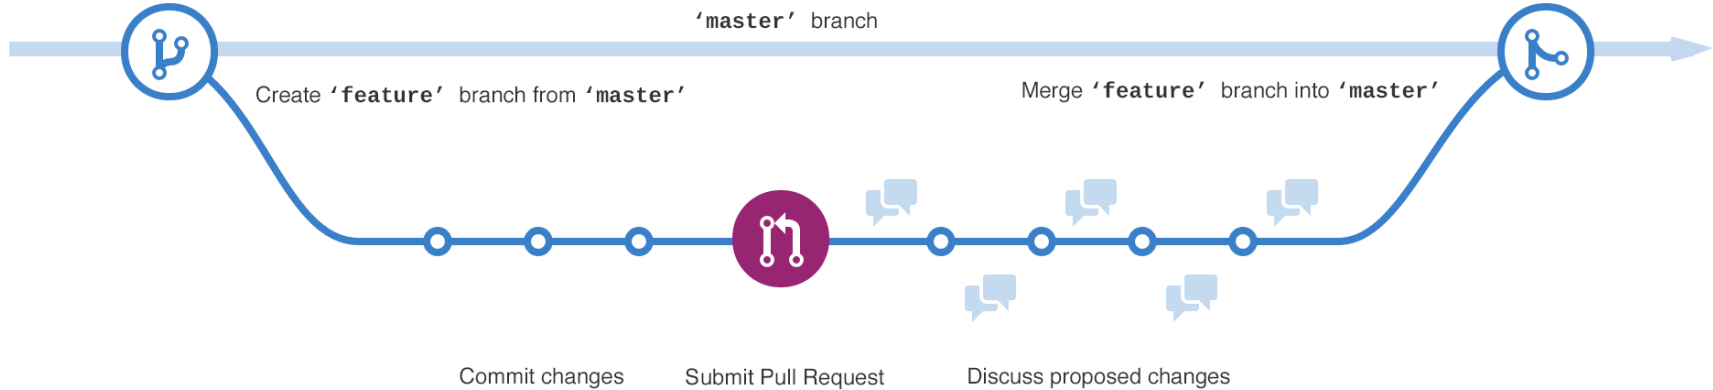 ‘master’ branch
Create ‘feature’ branch from ‘master’
Merge ‘feature’ branch into ‘master’
Commit changes
Submit Pull Request
Discuss proposed changes